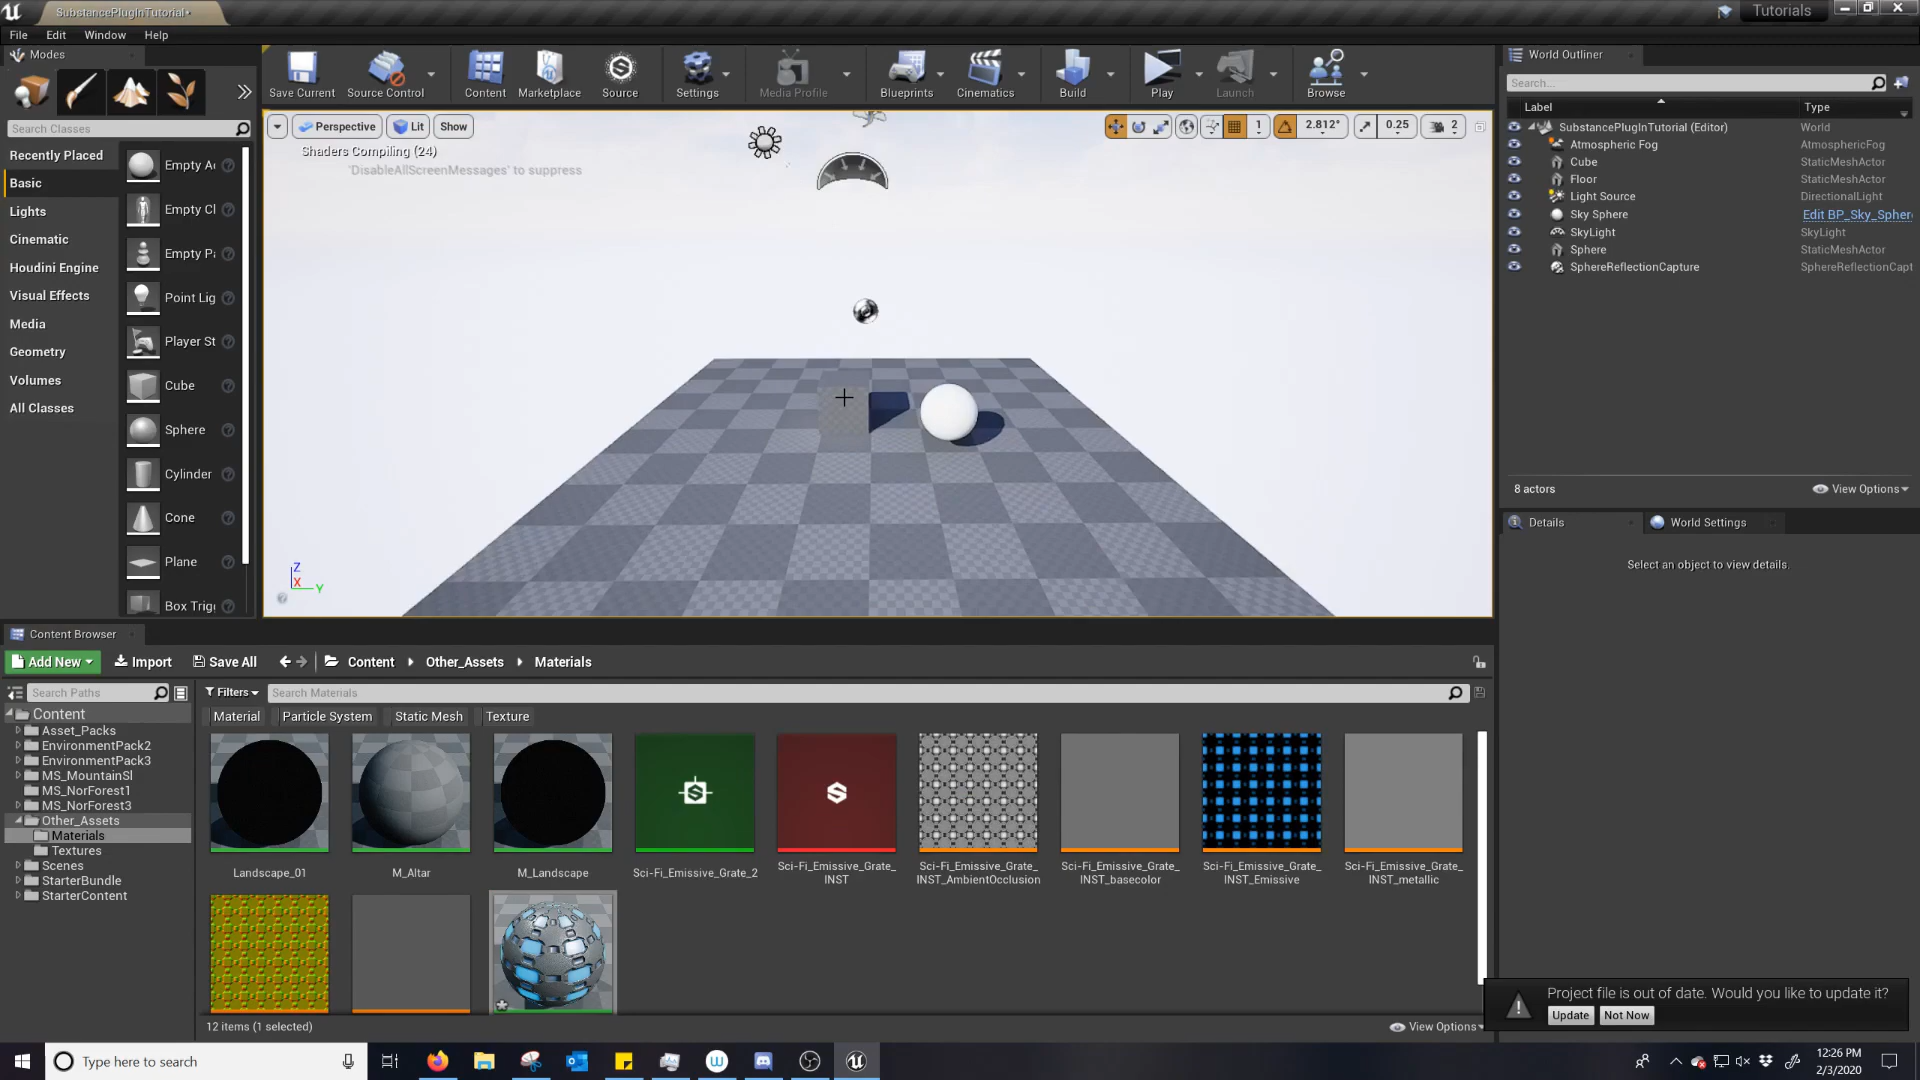 SubstancePlugInTutorial•
Tutorials
File Edit Window Help
Modes
Search Classes
Recently Placed
Basic
Lights
Cinematic
Houdini Engine
Visual Effects
Media
Geometry
Volumes
All Classes
Empty Ac
Empty Cl
Empty Pa
Point Lig
Player St
Cube
Sphere
Cylinder
Cone
Plane
Box Trig
Save Current
Source Control
Content
Marketplace
Source
Settings
Media Profile
Blueprints
Cinematics
Build
Play
Launch
Browse
Perspective Lit Show
1 2.812° 0.25 2
Shaders Compiling (24)
'DisableAllScreenMessages' to suppress
Z
X
Y
World Outliner
Search...
Label Type
SubstancePlugInTutorial (Editor) World
Atmospheric Fog AtmosphericFog
Cube StaticMeshActor
Floor StaticMeshActor
Light Source DirectionalLight
Sky Sphere Edit BP_Sky_Spher
SkyLight SkyLight
Sphere StaticMeshActor
SphereReflectionCapture SphereReflectionCapt
8 actors View Options
Details World Settings
Select an object to view details.
Content Browser
Add New Import Save All Content Other_Assets Materials
Search Paths
Filters Search Materials
Material Particle System Static Mesh Texture
Content
Asset_Packs
EnvironmentPack2
EnvironmentPack3
MS_MountainSl
MS_NorForest1
MS_NorForest3
Other_Assets
Materials
Textures
Scenes
StarterBundle
StarterContent
Landscape_01
M_Altar
M_Landscape
Sci-Fi_Emissive_Grate_2
Sci-Fi_Emissive_Grate_
INST
Sci-Fi_Emissive_Grate_
INST_AmbientOcclusion
Sci-Fi_Emissive_Grate_
INST_basecolor
Sci-Fi_Emissive_Grate_
INST_Emissive
Sci-Fi_Emissive_Grate_
INST_metallic
12 items (1 selected)
View Options
Project file is out of date. Would you like to update it?
Update Not Now
Type here to search
12:26 PM
2/3/2020